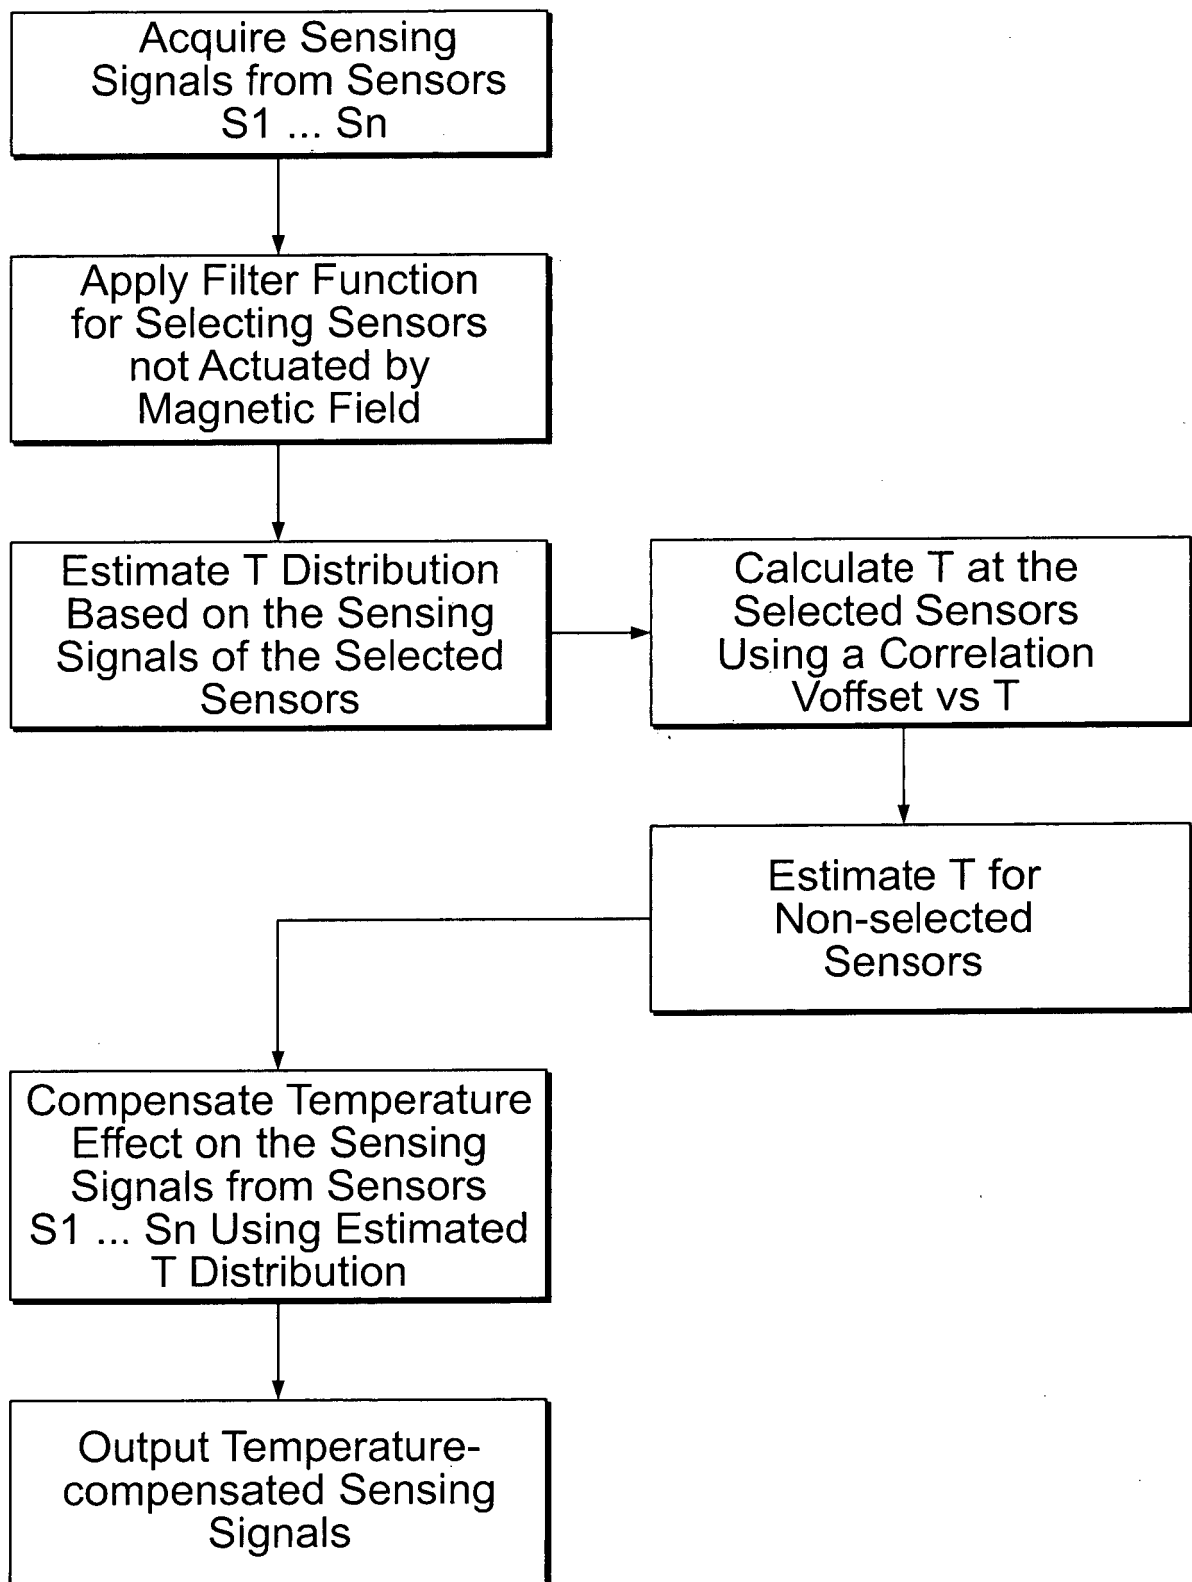 Acquire Sensing
Signals from Sensors
S1 ... Sn
Apply Filter Function
for Selecting Sensors
not Actuated by
Magnetic Field
Estimate T Distribution
Based on the Sensing
Signals of the Selected
Sensors
Calculate T at the
Selected Sensors
Using a Correlation
Voffset vs T
Estimate T for
Non-selected
Sensors
Compensate Temperature
Effect on the Sensing
Signals from Sensors
S1 ... Sn Using Estimated
T Distribution
Output Temperature-
compensated Sensing
Signals